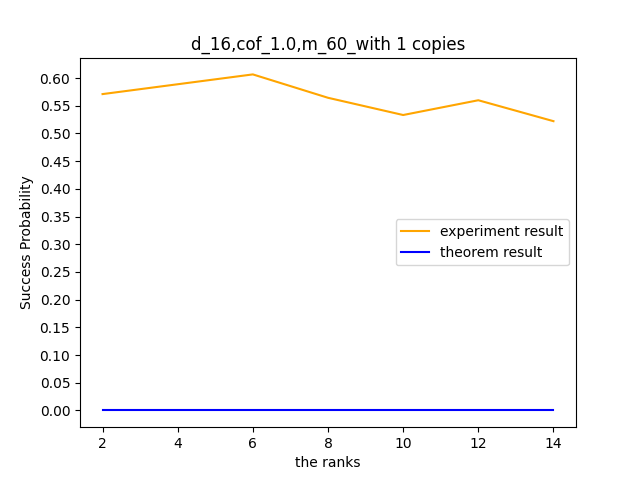 d_16,cof_1.0,m_60_with 1 copies
Success Probability
0.60
0.55
0.50
0.45
0.40
0.35
0.30
0.25
0.20
0.15
0.10
0.05
0.00
experiment result
theorem result
2 4 6 8 10 12 14
the ranks